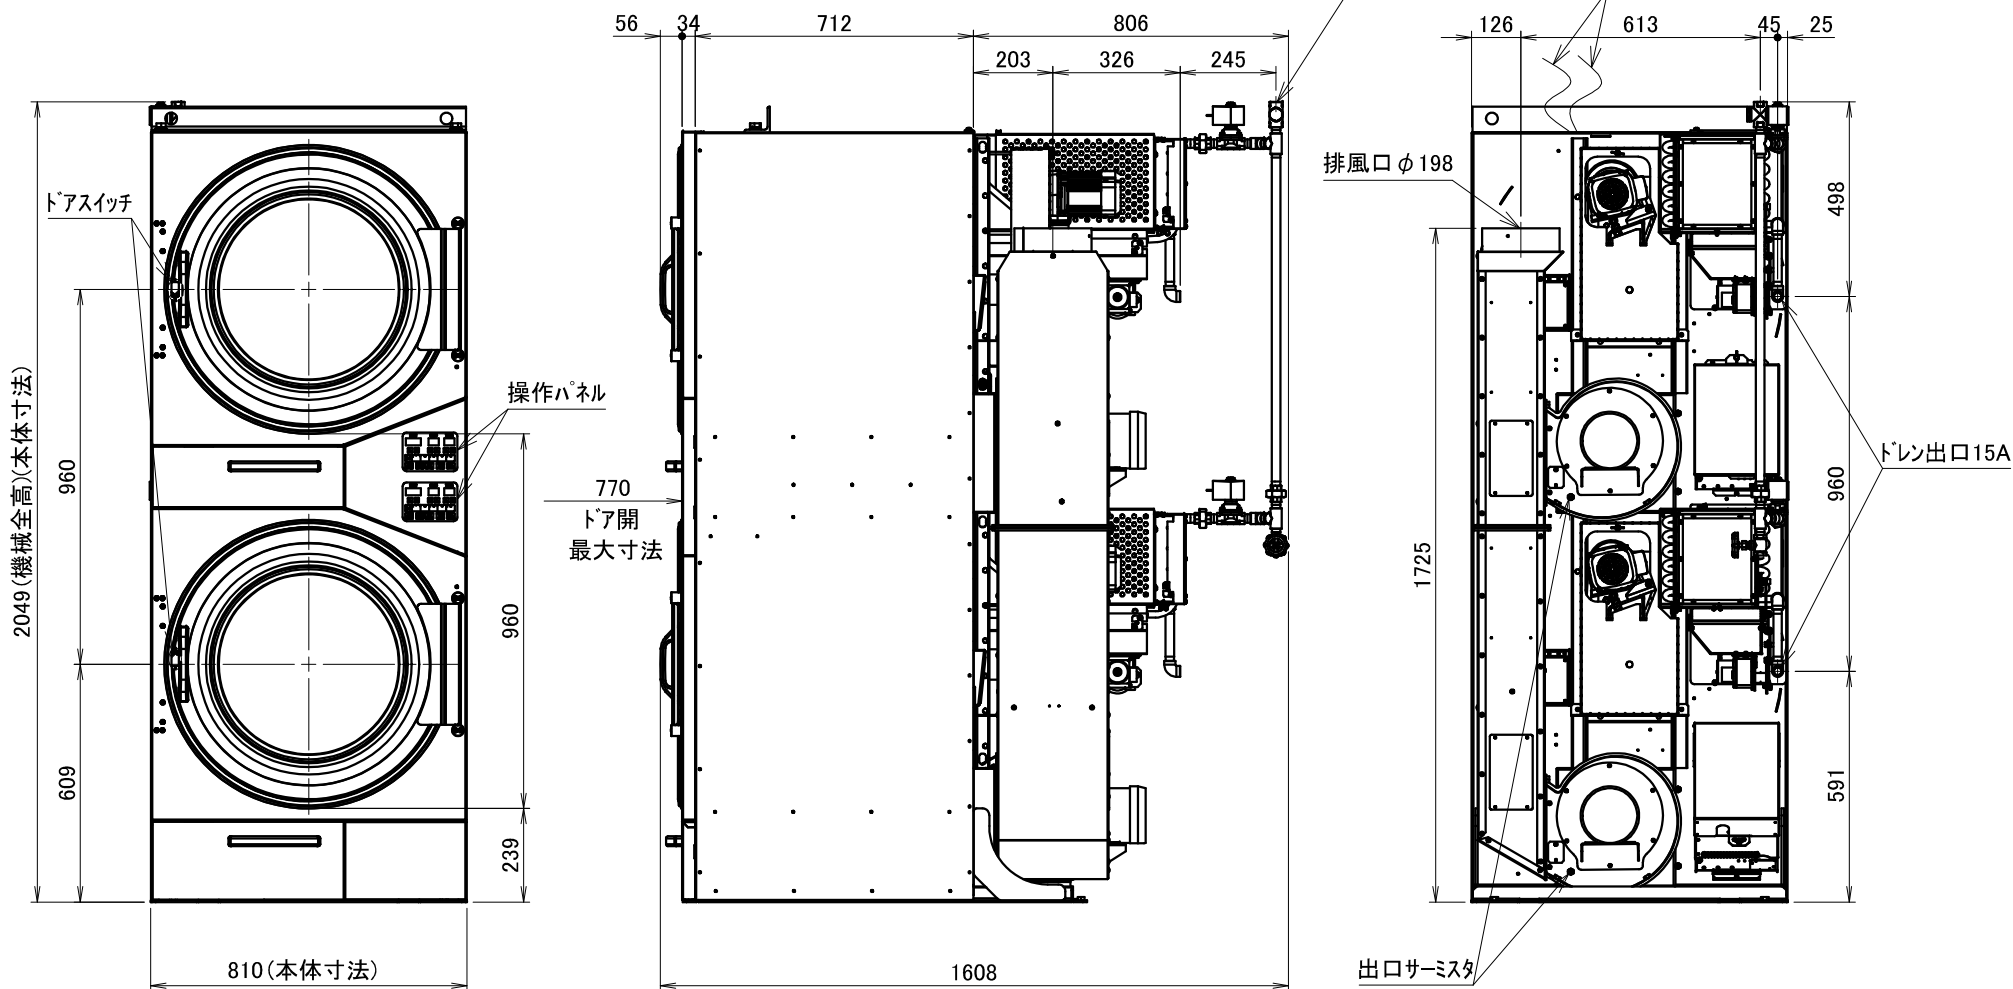 56
34
712
806
203
326
245
126
613
45
25
排風口φ198
ドアスイッチ
操作パネル
2049(機械全高)(本体寸法)
960
609
960
239
810(本体寸法)
770
ドア開
最大寸法
1608
1725
498
960
591
ドレン出口15A
出口サーミスタ